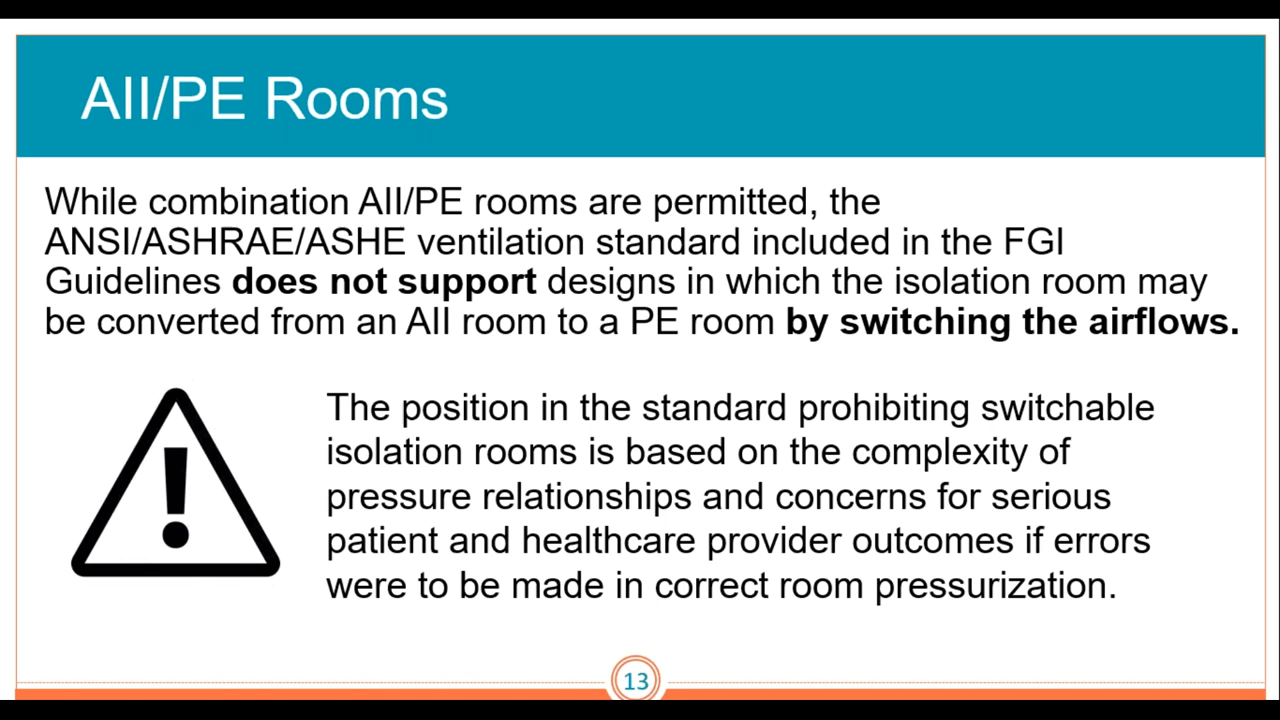 AII/PE Rooms
While combination AII/PE rooms are permitted, the
ANSI/ASHRAE/ASHE ventilation standard included in the FGI
Guidelines does not support designs in which the isolation room may
be converted from an AII room to a PE room by switching the airflows.
The position in the standard prohibiting switchable
isolation rooms is based on the complexity of
pressure relationships and concerns for serious
patient and healthcare provider outcomes if errors
were to be made in correct room pressurization.
13